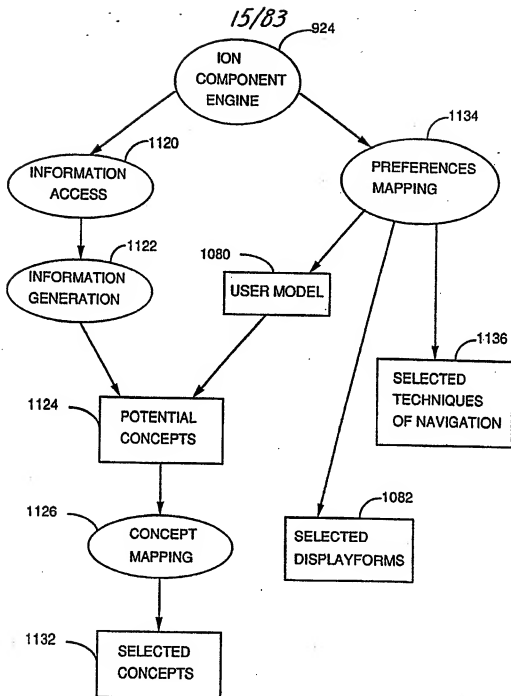 15/83
924
ION
COMPONENT
ENGINE
1120
INFORMATION
ACCESS
1134
PREFERENCES
MAPPING
1122
INFORMATION
GENERATION
1080
USER MODEL
1136
SELECTED
TECHNIQUES
OF NAVIGATION
1124
POTENTIAL
CONCEPTS
1082
SELECTED
DISPLAYFORMS
1126
CONCEPT
MAPPING
1132
SELECTED
CONCEPTS